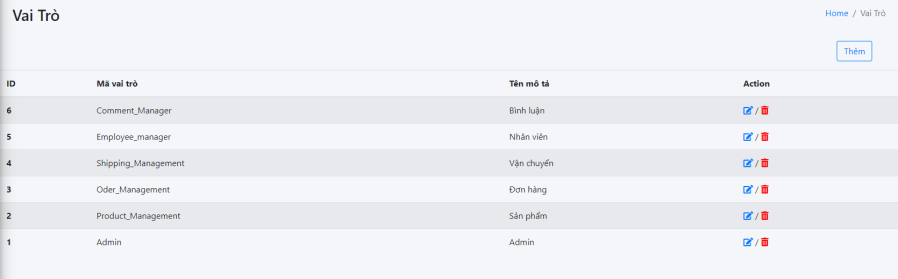 Vai Trò
Home / Vai Trò
Thêm
ID Mã vai trò Tên mô tả Action
6 Comment_Manager Bình luận /
5 Employee_manager Nhân viên /
4 Shipping_Management Vận chuyển /
3 Oder_Management Đơn hàng /
2 Product_Management Sản phẩm /
1 Admin Admin /